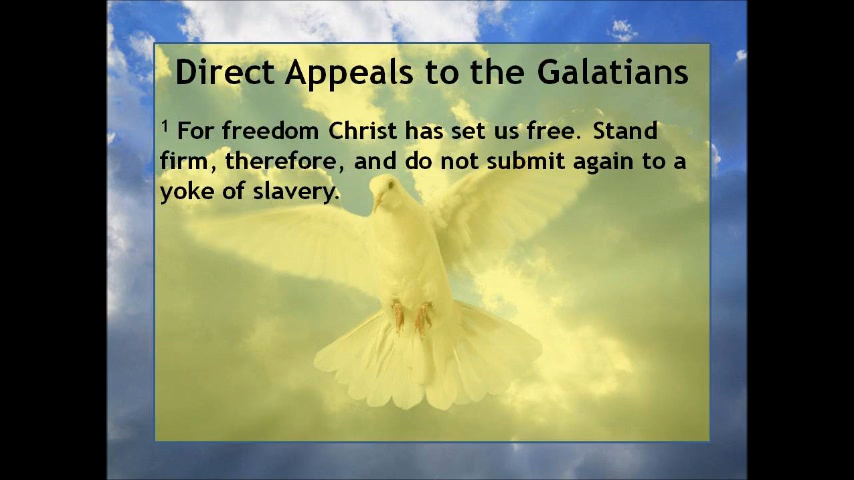 Direct Appeals to the Galatians
¹ For freedom Christ has set us free. Stand
firm, therefore, and do not submit again to a
yoke of slavery.